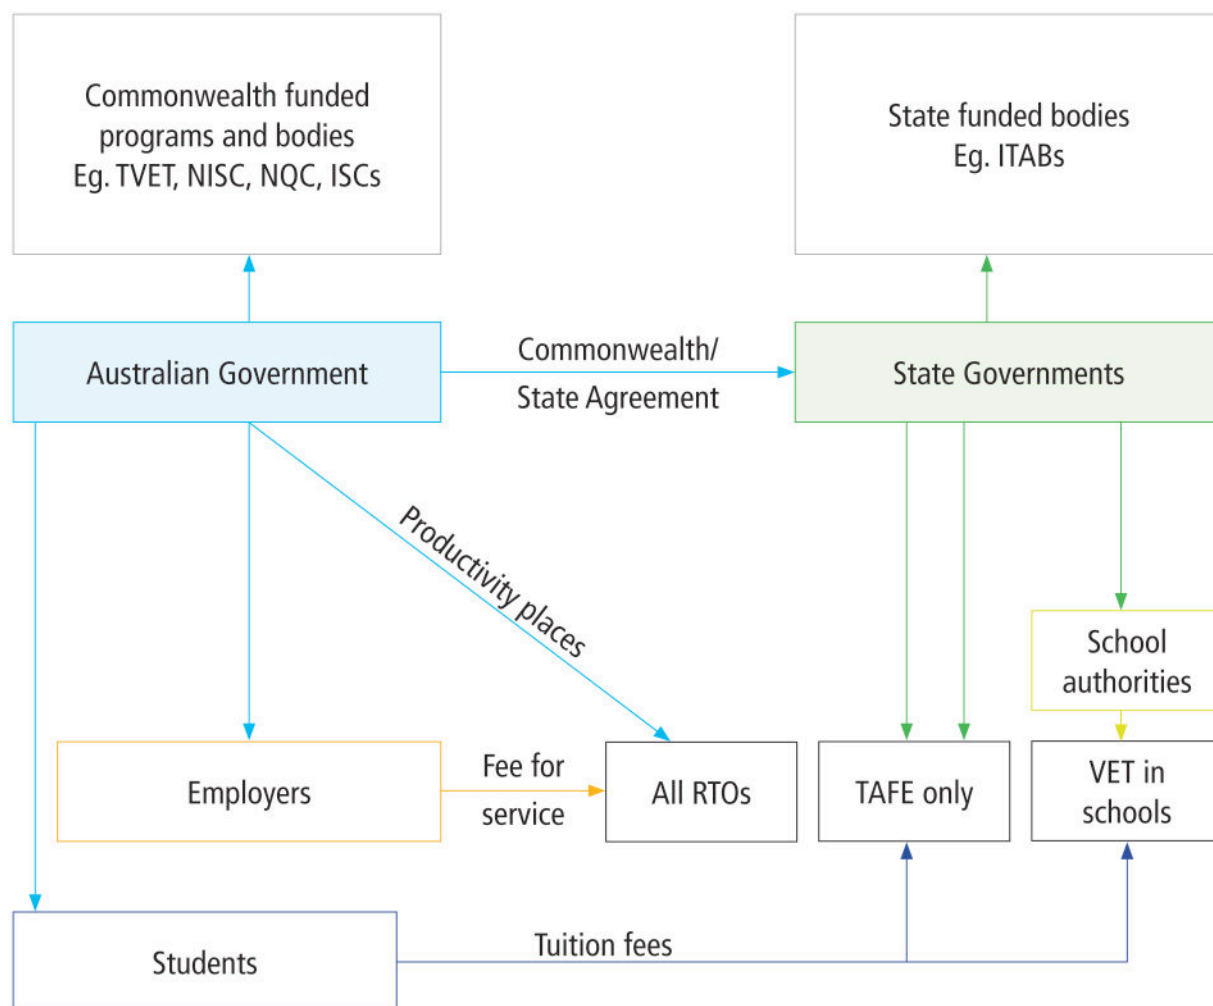 Commonwealth funded
programs and bodies
Eg. TVET, NISC, NQC, ISCs
State funded bodies
Eg. ITABs
Australian Government
Commonwealth/
State Agreement
State Governments
Productivity places
School
authorities
Employers
Fee for
service
All RTOs
TAFE only
VET in
schools
Students
Tuition fees